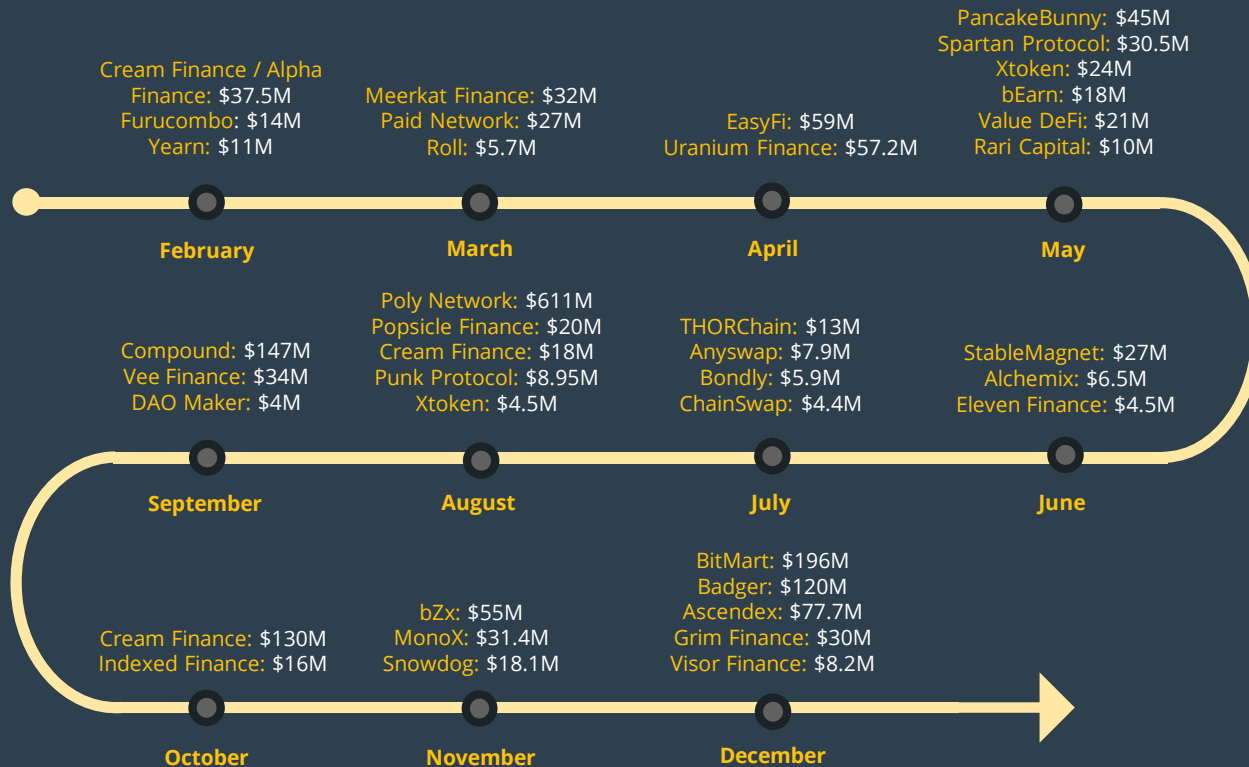 Cream Finance / Alpha
Finance: $37.5M
Furucombo: $14M
Yearn: $11M
February
Meerkat Finance: $32M
Paid Network: $27M
Roll: $5.7M
March
EasyFi: $59M
Uranium Finance: $57.2M
April
PancakeBunny: $45M
Spartan Protocol: $30.5M
Xtoken: $24M
bEarn: $18M
Value DeFi: $21M
Rari Capital: $10M
May
StableMagnet: $27M
Alchemix: $6.5M
Eleven Finance: $4.5M
June
THORChain: $13M
Anyswap: $7.9M
Bondly: $5.9M
ChainSwap: $4.4M
July
Poly Network: $611M
Popsicle Finance: $20M
Cream Finance: $18M
Punk Protocol: $8.95M
Xtoken: $4.5M
August
Compound: $147M
Vee Finance: $34M
DAO Maker: $4M
September
Cream Finance: $130M
Indexed Finance: $16M
October
bZx: $55M
MonoX: $31.4M
Snowdog: $18.1M
November
BitMart: $196M
Badger: $120M
Ascendex: $77.7M
Grim Finance: $30M
Visor Finance: $8.2M
December